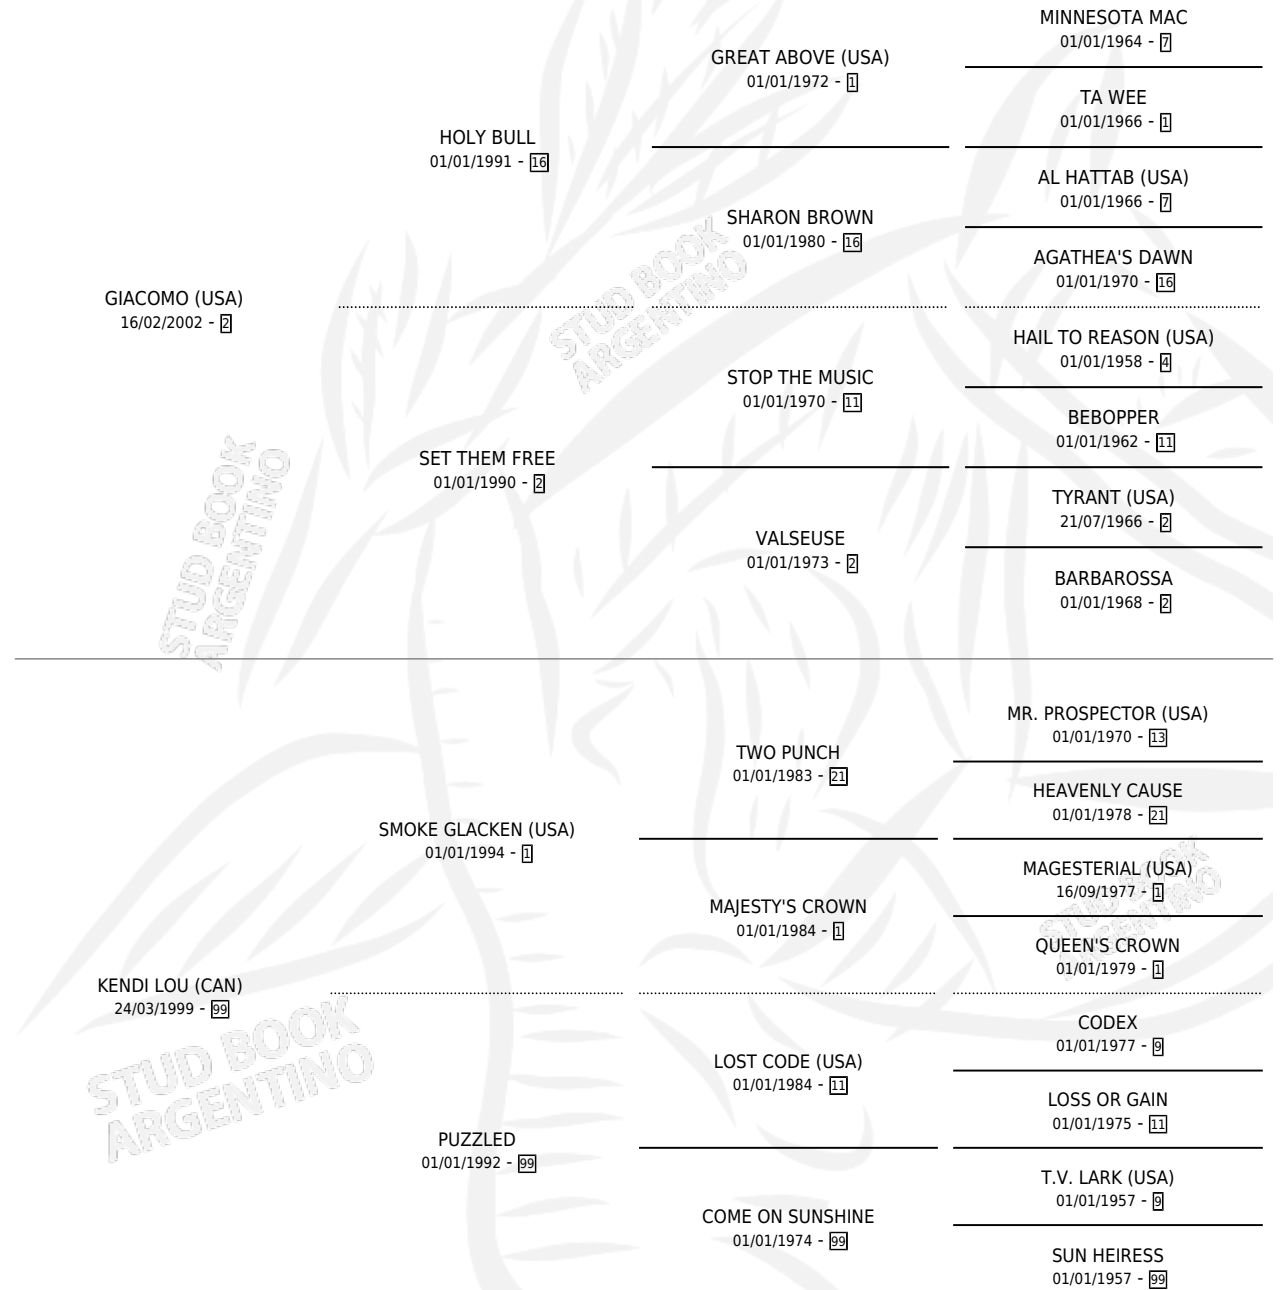 MINNESOTA MAC
01/01/1964 - 7
GREAT ABOVE (USA)
01/01/1972 - 1
TA WEE
01/01/1966 - 1
HOLY BULL
01/01/1991 - 16
AL HATTAB (USA)
01/01/1966 - 7
SHARON BROWN
01/01/1980 - 16
AGATHEA'S DAWN
01/01/1970 - 16
GIACOMO (USA)
16/02/2002 - 2
STUD BOOK
ARGENTINO
HAIL TO REASON (USA)
01/01/1958 - 4
STOP THE MUSIC
01/01/1970 - 11
BEBOPPER
01/01/1962 - 11
SET THEM FREE
01/01/1990 - 2
TYRANT (USA)
21/07/1966 - 2
VALSEUSE
01/01/1973 - 2
BARBAROSSA
01/01/1968 - 2
STUD BOOK
ARGENTINO
MR. PROSPECTOR (USA)
01/01/1970 - 13
TWO PUNCH
01/01/1983 - 21
HEAVENLY CAUSE
01/01/1978 - 21
SMOKE GLACKEN (USA)
01/01/1994 - 1
MAGESTERIAL (USA)
16/09/1977 - 1
MAJESTY'S CROWN
01/01/1984 - 1
STUD BOOK
ARGENTINO
QUEEN'S CROWN
01/01/1979 - 1
KENDI LOU (CAN)
24/03/1999 - 99
STUD BOOK
ARGENTINO
CODEX
01/01/1977 - 9
LOST CODE (USA)
01/01/1984 - 11
LOSS OR GAIN
01/01/1975 - 11
PUZZLED
01/01/1992 - 99
T.V. LARK (USA)
01/01/1957 - 9
COME ON SUNSHINE
01/01/1974 - 99
SUN HEIRESS
01/01/1957 - 99